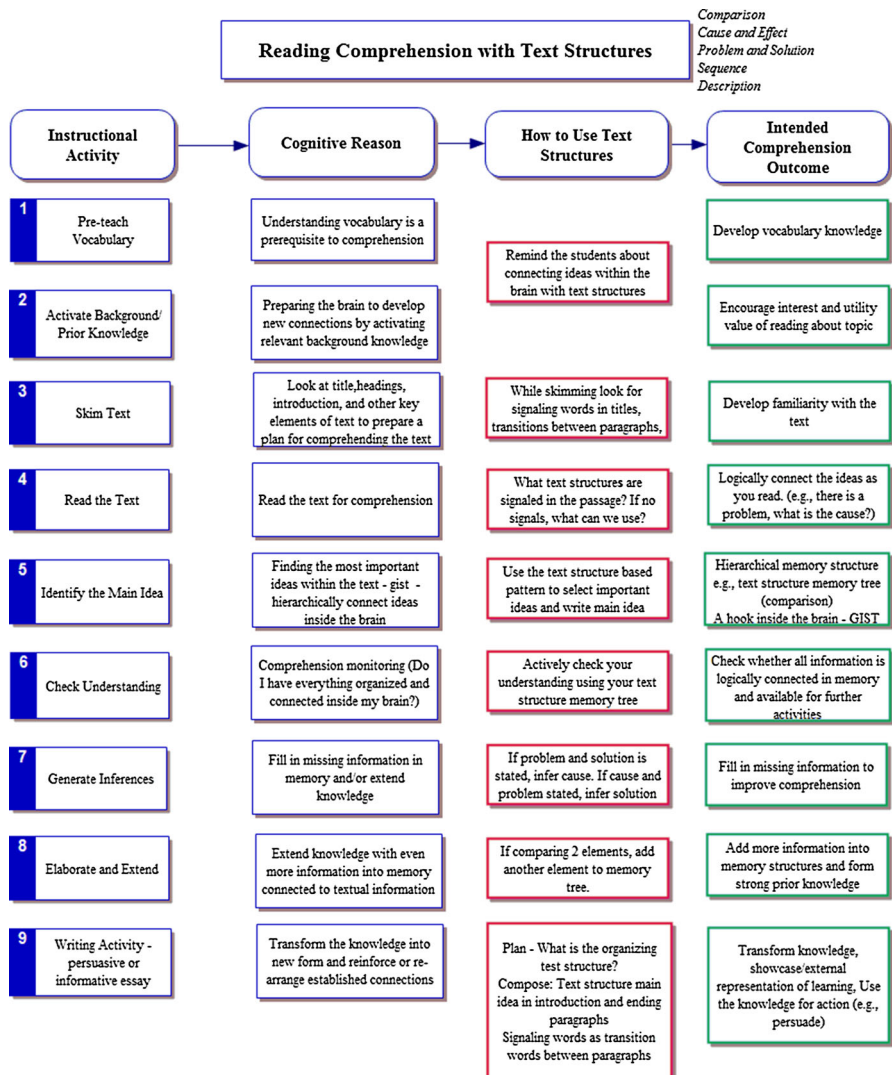 Comparison
Cause and Effect
Problem and Solution
Sequence
Description
Reading Comprehension with Text Structures
Instructional
Activity
Cognitive Reason
How to Use Text
Structures
Intended
Comprehension
Outcome
1
Pre-teach
Vocabulary
Understanding vocabulary is a
prerequisite to comprehension
Remind the students about
connecting ideas within the
brain with text structures
Develop vocabulary knowledge
2
Activate Background/
Prior Knowledge
Preparing the brain to develop
new connections by activating
relevant background knowledge
Encourage interest and utility
value of reading about topic
3
Skim Text
Look at title,headings,
introduction, and other key
elements of text to prepare a
plan for comprehending the text
While skimming look for
signaling words in titles,
transitions between paragraphs,
Develop familiarity with the
text
4
Read the Text
Read the text for comprehension
What text structures are
signaled in the passage? If no
signals, what can we use?
Logically connect the ideas as
you read. (e.g., there is a
problem, what is the cause?)
5
Identify the Main Idea
Finding the most important
ideas within the text - gist -
hierarchically connect ideas
inside the brain
Use the text structure based
pattern to select important
ideas and write main idea
Hierarchical memory structure
e.g., text structure memory tree
(comparison)
A hook inside the brain - GIST
6
Check Understanding
Comprehension monitoring (Do
I have everything organized and
connected inside my brain?)
Actively check your
understanding using your text
structure memory tree
Check whether all information is
logically connected in memory
and available for further
activities
7
Generate Inferences
Fill in missing information in
memory and/or extend
knowledge
If problem and solution is
stated, infer cause. If cause and
problem stated, infer solution
Fill in missing information to
improve comprehension
8
Elaborate and Extend
Extend knowledge with even
more information into memory
connected to textual information
If comparing 2 elements, add
another element to memory
tree.
Add more information into
memory structures and form
strong prior knowledge
9
Writing Activity -
persuasive or
informative essay
Transform the knowledge into
new form and reinforce or re-
arrange established connections
Plan - What is the organizing
test structure?
Compose: Text structure main
idea in introduction and ending
paragraphs
Signaling words as transition
words between paragraphs
Transform knowledge,
showcase/external
representation of learning, Use
the knowledge for action (e.g.,
persuade)